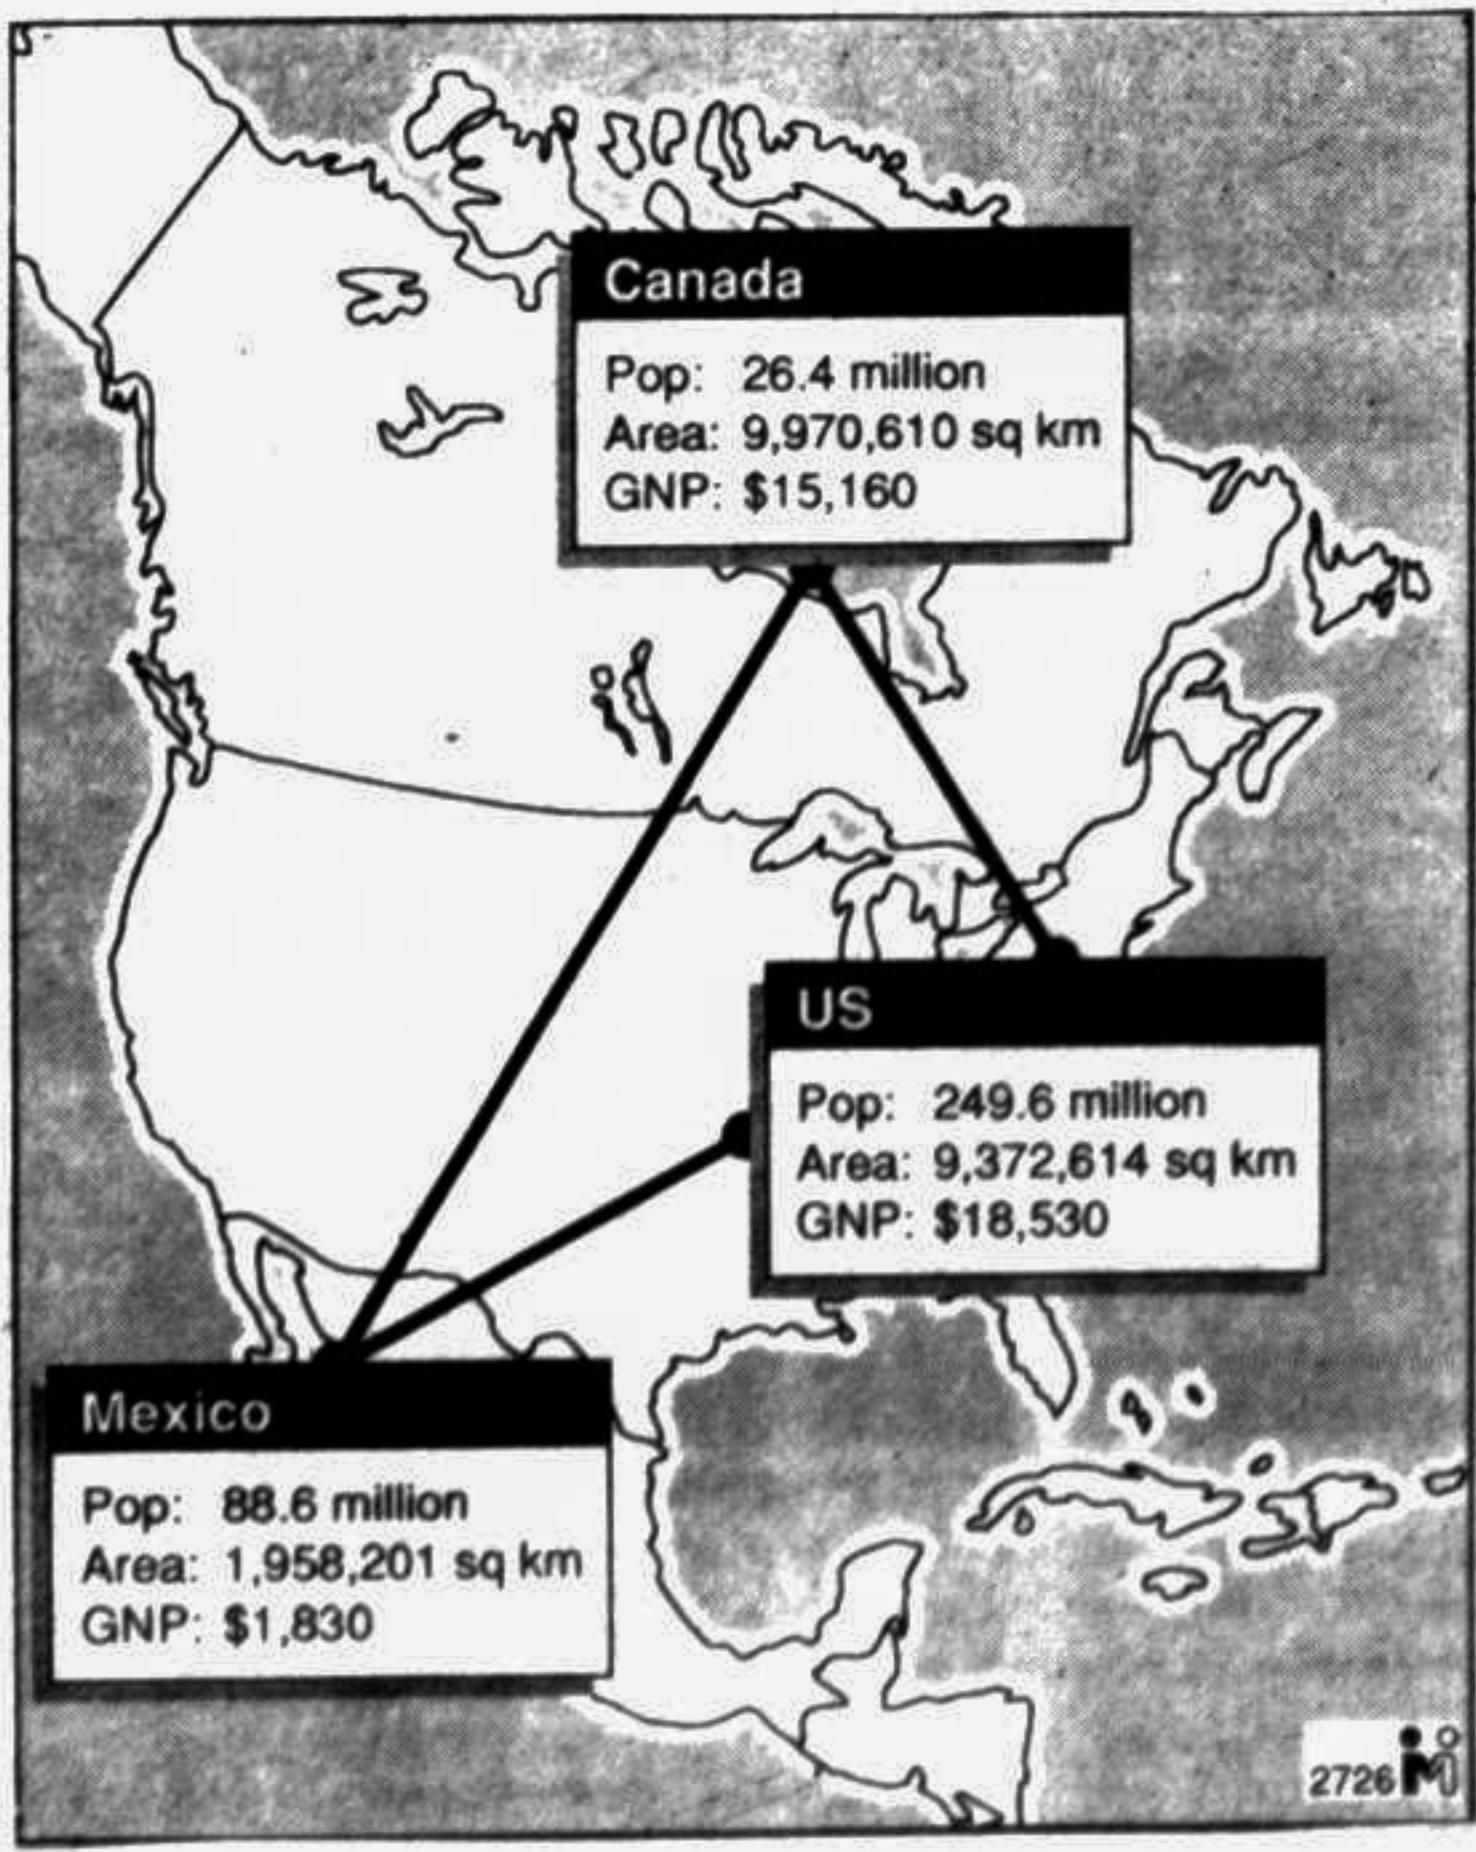 Canada
Pop: 26.4 million
Area: 9,970,610 sq km
GNP: $15,160
US
Pop: 249.6 million
Area: 9,372,614 sq km
GNP: $18,530
Mexico
Pop: 88.6 million
Area: 1,958,201 sq km
GNP: $1,830
2726